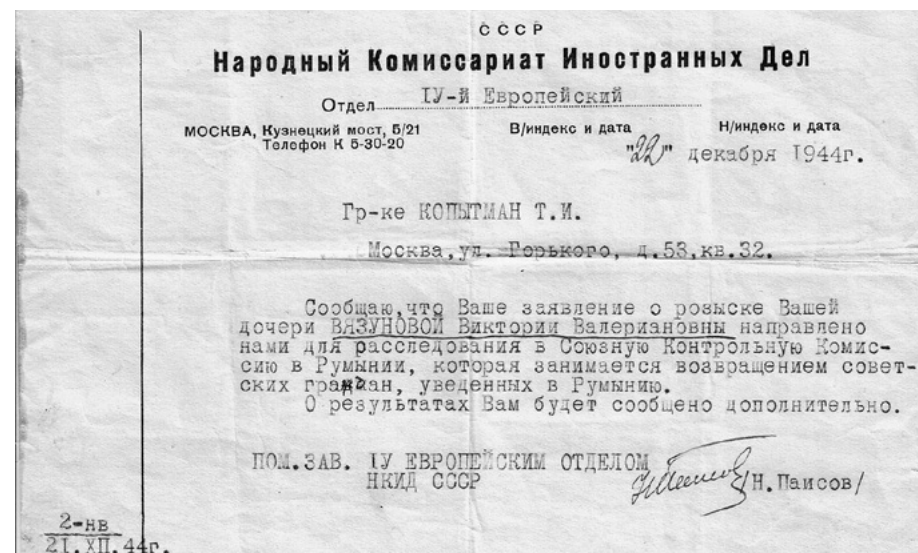 СССР
Народный Комиссариат Иностранных Дел
Отдел IУ-й Европейский
МОСКВА, Кузнецкий мост, 5/21
Телефон К 5-30-20
В/индекс и дата
Н/индекс и дата
"22" декабря 1944г.
Гр-ке КОПЫТМАН Т.И.
Москва, ул. Горького, д.53, кв.32.
Сообщаю, что Ваше заявление о розыске Вашей
дочери ВЯЗУНОВОЙ Виктории Валериановны направлено
нами для расследования в Союзную Контрольную Комис-
сию в Румынии, которая занимается возвращением совет-
ских граждан, уведенных в Румынию.
О результатах Вам будет сообщено дополнительно.
ПОМ.ЗАВ. IУ ЕВРОПЕЙСКИМ ОТДЕЛОМ
НКИД СССР
/Н.Паисов/
2-нв
21.XII.44г.